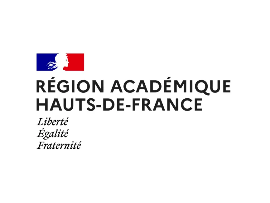 RÉGION ACADÉMIQUE
HAUTS-DE-FRANCE
Liberté
Égalité
Fraternité